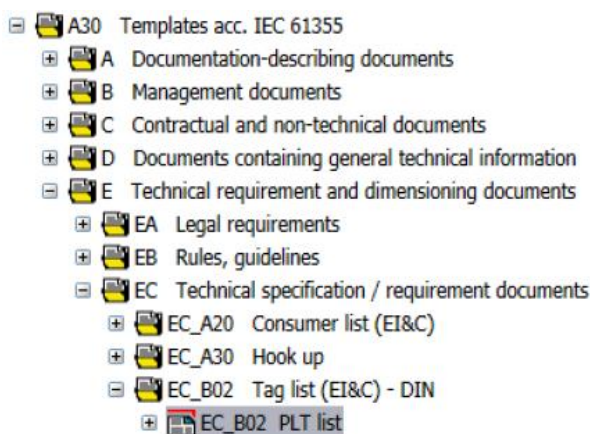 A30 Templates acc. IEC 61355
A Documentation-describing documents
B Management documents
C Contractual and non-technical documents
D Documents containing general technical information
E Technical requirement and dimensioning documents
EA Legal requirements
EB Rules, guidelines
EC Technical specification / requirement documents
EC_A20 Consumer list (EI&C)
EC_A30 Hook up
EC_B02 Tag list (EI&C) - DIN
EC_B02 PLT list